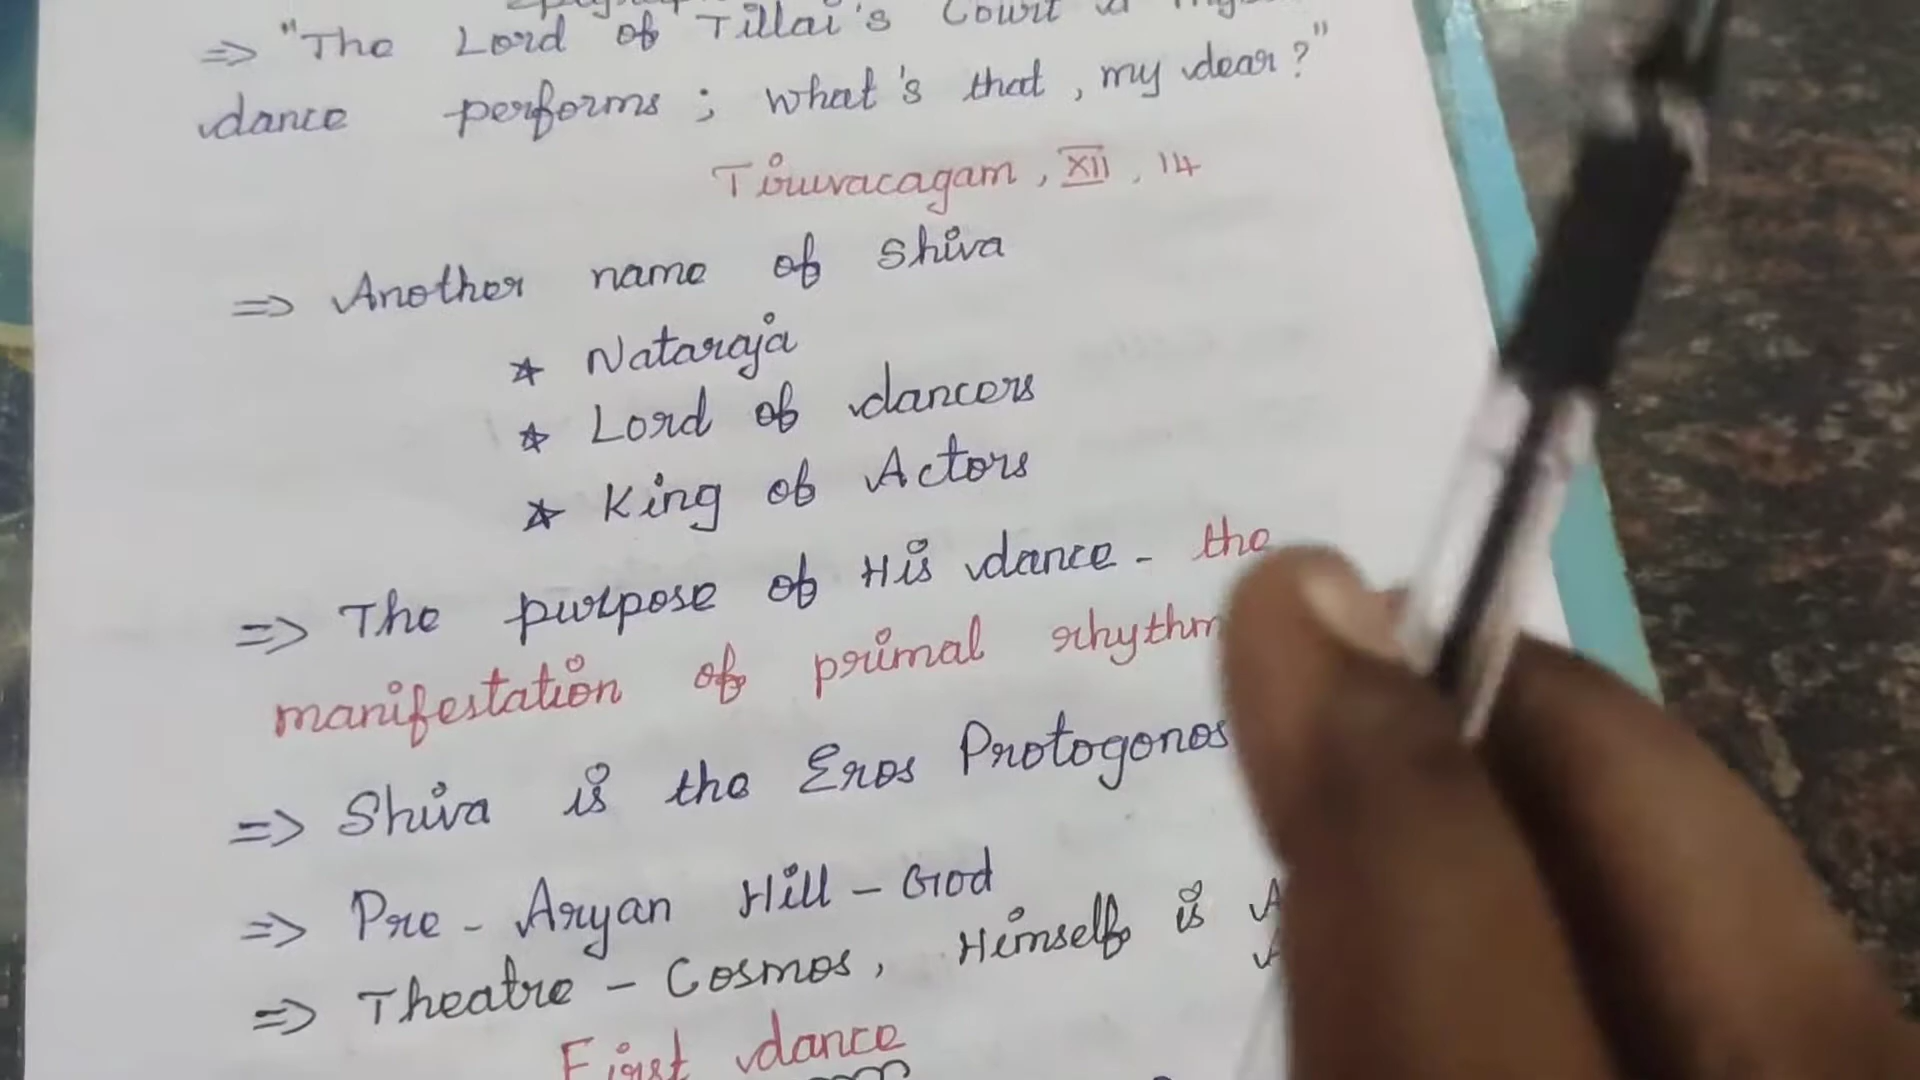 ⇒ "The Lord of Tillai's Court a
dance performs ; what's that , my dear ?"
Tiruvacagam , XII , 14
⇒ Another name of Shiva
☆ Nataraja
☆ Lord of dancers
☆ King of Actors
⇒ The purpose of His dance - the
manifestation of primal rhythm
⇒ Shiva is the Eros Protogonos
⇒ Pre - Aryan Hill - God
⇒ Theatre - Cosmos , Himself is
First dance